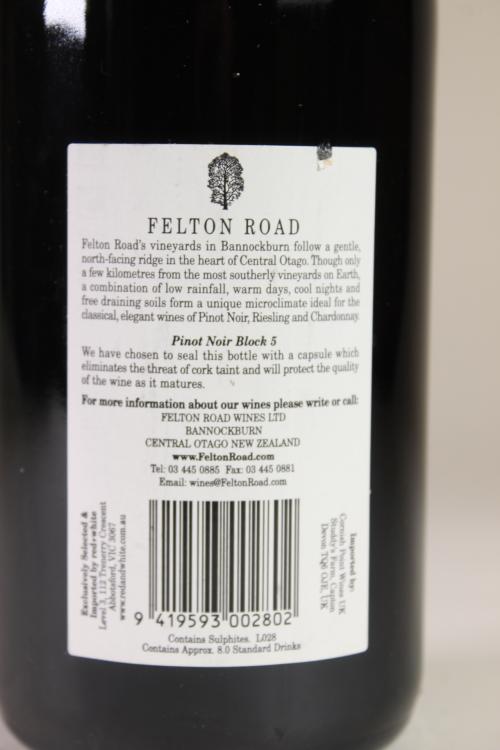 FELTON ROAD
Felton Road's vineyards in Bannockburn follow a gentle,
north-facing ridge in the heart of Central Otago. Though only
a few kilometres from the most southerly vineyards on Earth,
a combination of low rainfall, warm days, cool nights and
free draining soils form a unique microclimate ideal for the
classical, elegant wines of Pinot Noir, Riesling and Chardonnay.
Pinot Noir Block 5
We have chosen to seal this bottle with a capsule which
eliminates the threat of cork taint and will protect the quality
of the wine as it matures.
For more information about our wines please write or call:
FELTON ROAD WINES LTD
BANNOCKBURN
CENTRAL OTAGO NEW ZEALAND
www.FeltonRoad.com
Tel: 03 445 0885 Fax: 03 445 0881
Email: wines@FeltonRoad.com
Exclusively Selected &
Imported by red+white
Level 3, 112 Trenerry Crescent
Abbotsford, VIC 3067
www.redandwhite.com.au
9 419593 002802
Imported by:
Cornish Point Wines UK
Studdy's Farm, Capton
Devon TQ6 OJE, UK
Contains Sulphites. L028
Contains Approx. 8.0 Standard Drinks